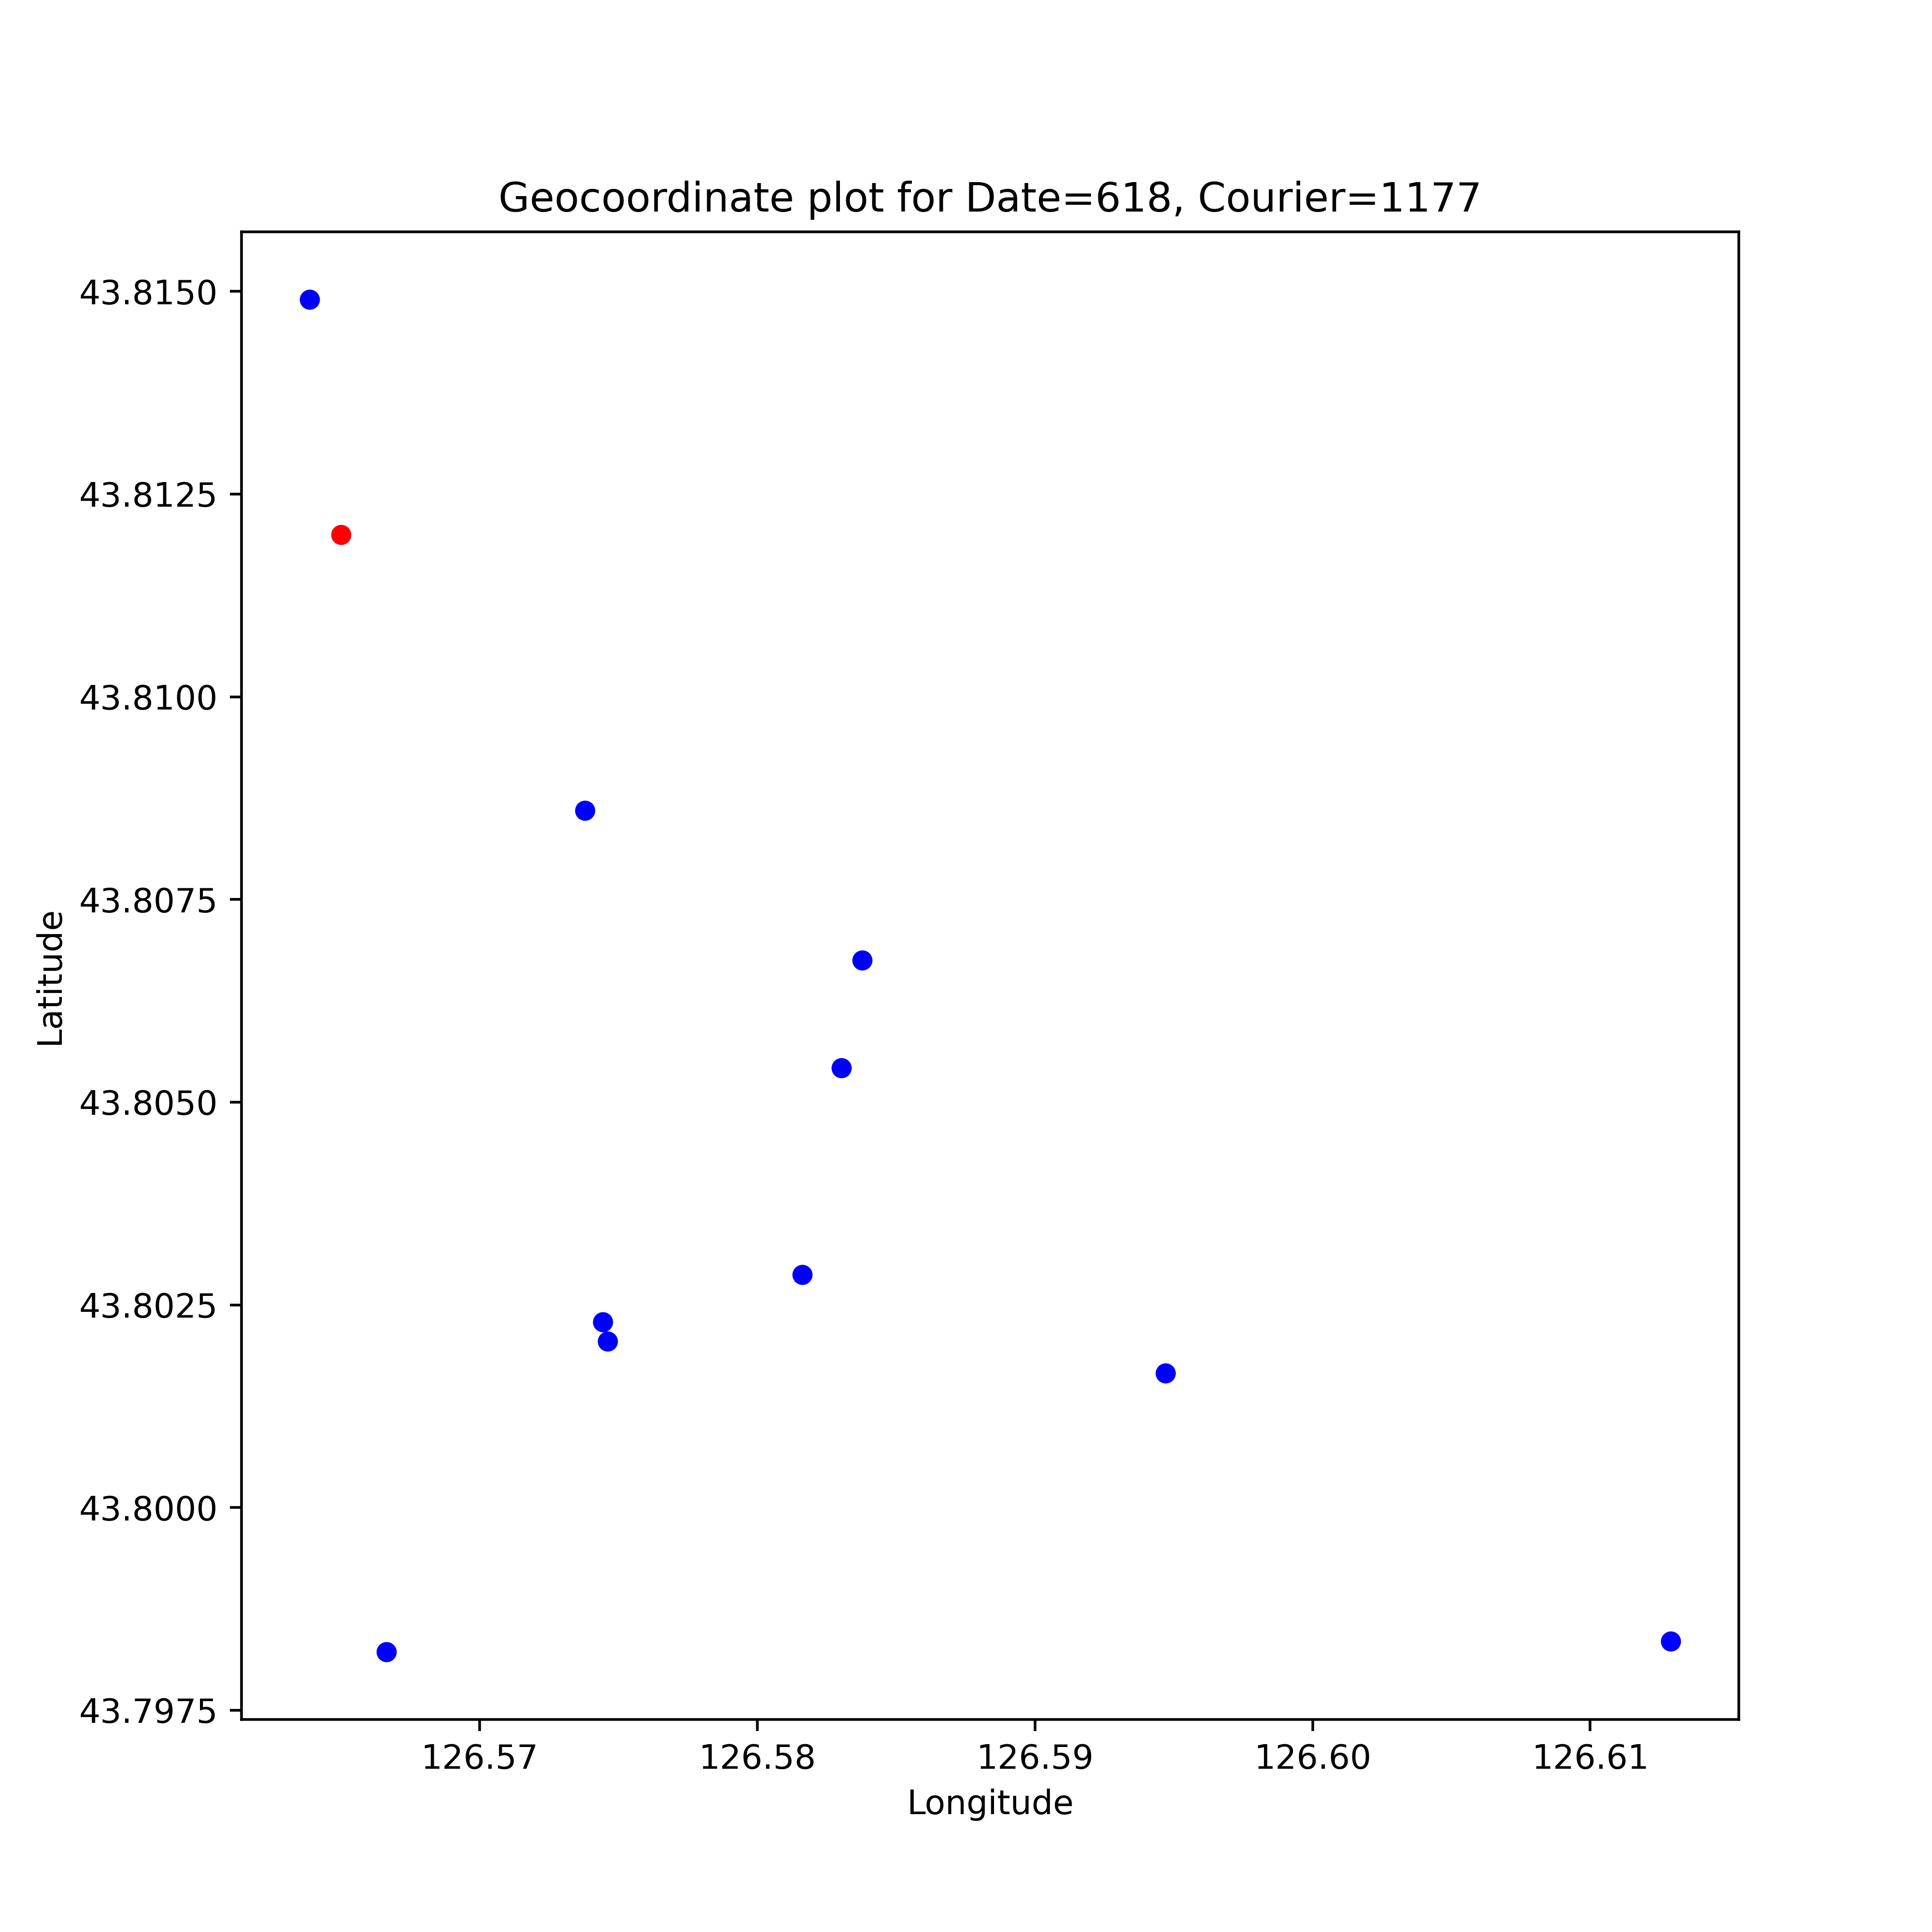 Geocoordinate plot for Date=618, Courier=1177
43.8150
43.8125
43.8100
43.8075
43.8050
43.8025
43.8000
43.7975
Latitude
126.57 126.58 126.59 126.60 126.61
Longitude